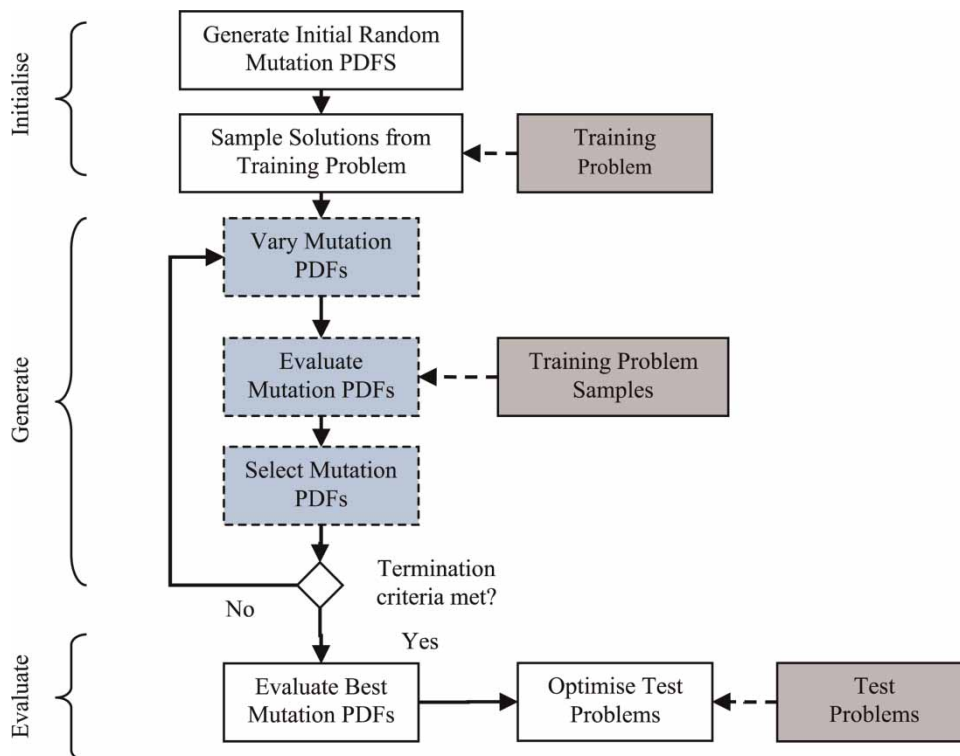 Initialise
Generate Initial Random
Mutation PDFS
Sample Solutions from
Training Problem
Training
Problem
Generate
Vary Mutation
PDFs
Evaluate
Mutation PDFs
Training Problem
Samples
Select Mutation
PDFs
Termination
criteria met?
No
Yes
Evaluate
Evaluate Best
Mutation PDFs
Optimise Test
Problems
Test
Problems